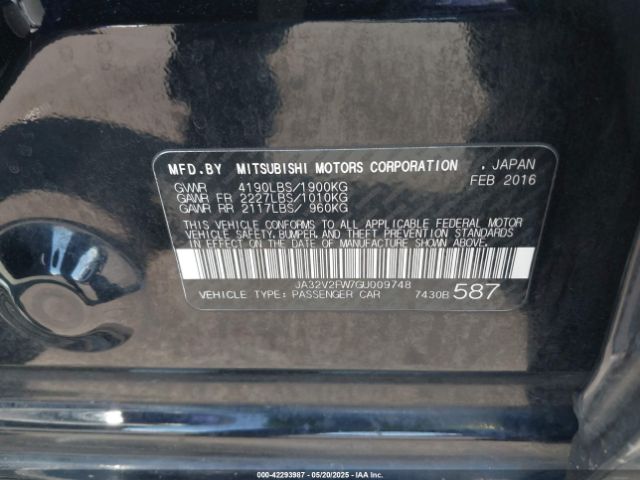 MFD.BY MITSUBISHI MOTORS CORPORATION , JAPAN
FEB 2016
GVWR 4190LBS/1900KG
GAWR FR 2227LBS/1010KG
GAWR RR 2117LBS/ 960KG
THIS VEHICLE CONFORMS TO ALL APPLICABLE FEDERAL MOTOR
VEHICLE SAFETY,BUMPER,AND THEFT PREVENTION STANDARDS
IN EFFECT ON THE DATE OF MANUFACTURE SHOWN ABOVE.
JA32V2FW7GU009748
VEHICLE TYPE: PASSENGER CAR 7430B 587
000-42293987 - 05/20/2025 - IAA Inc.